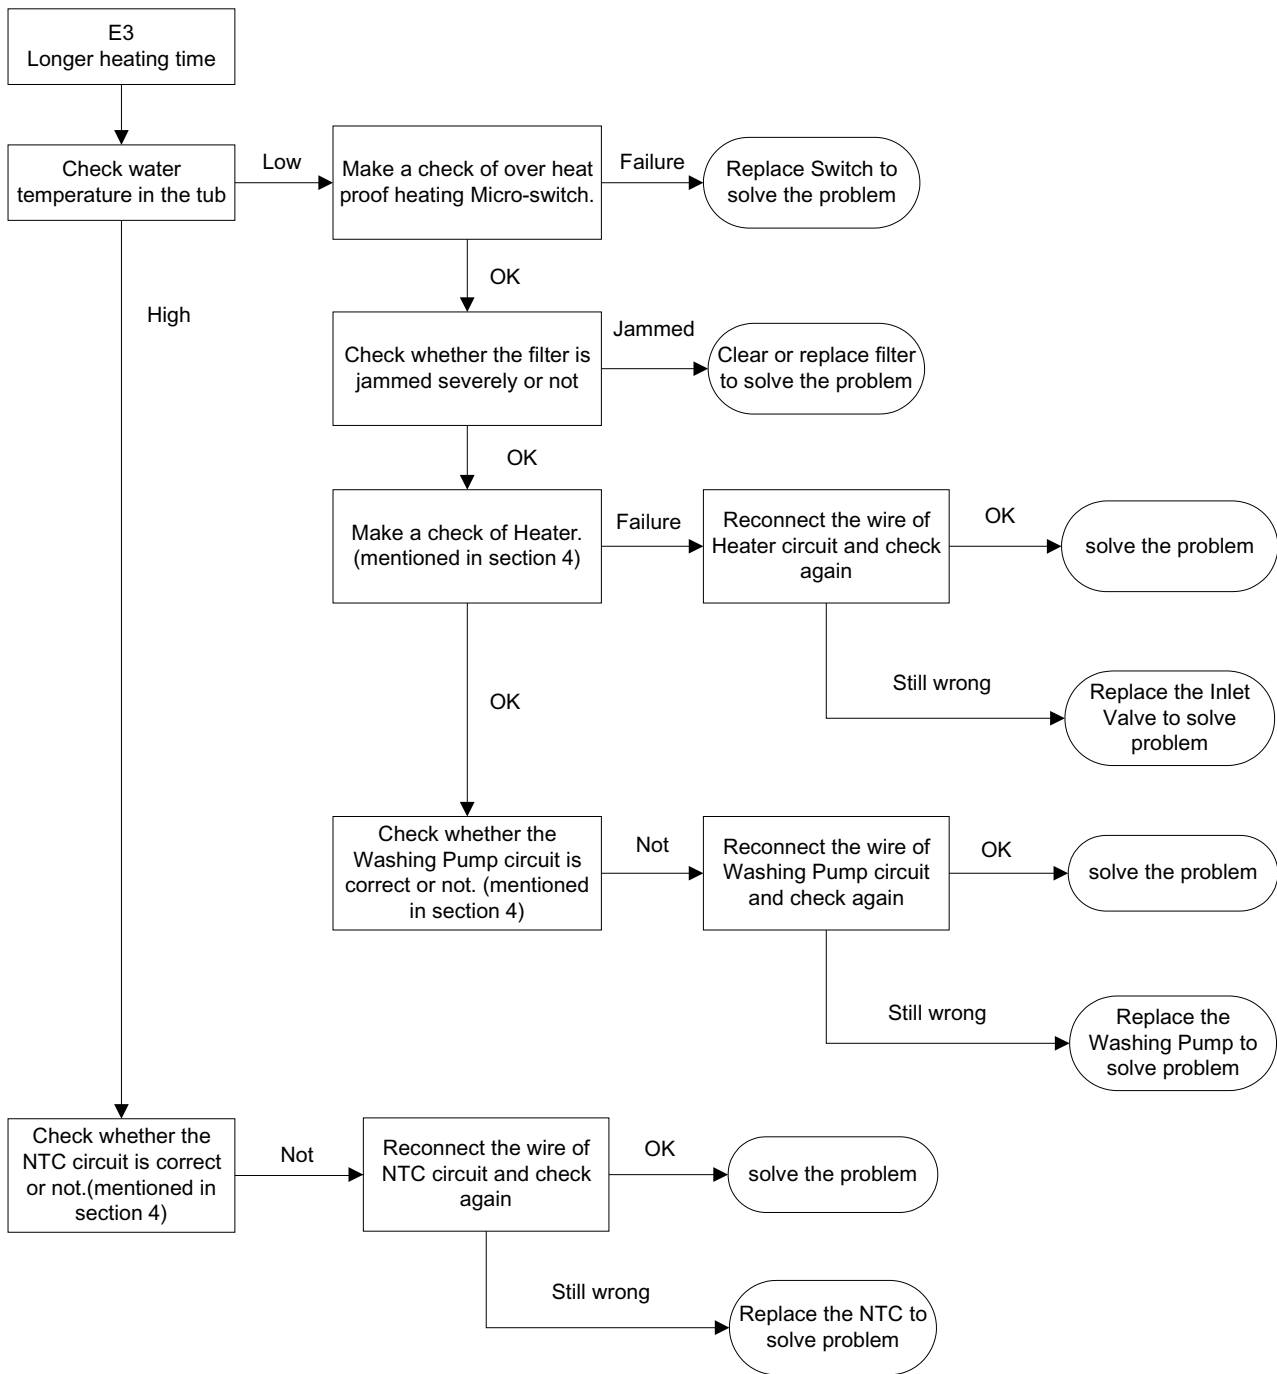 E3
Longer heating time
Check water
temperature in the tub
Low
Make a check of over heat
proof heating Micro-switch.
Failure
Replace Switch to
solve the problem
OK
High
Check whether the filter is
jammed severely or not
Jammed
Clear or replace filter
to solve the problem
OK
Make a check of Heater.
(mentioned in section 4)
Failure
Reconnect the wire of
Heater circuit and check
again
OK
solve the problem
Still wrong
Replace the Inlet
Valve to solve
problem
OK
Check whether the
Washing Pump circuit is
correct or not. (mentioned
in section 4)
Not
Reconnect the wire of
Washing Pump circuit
and check again
OK
solve the problem
Still wrong
Replace the
Washing Pump to
solve problem
Check whether the
NTC circuit is correct
or not.(mentioned in
section 4)
Not
Reconnect the wire of
NTC circuit and check
again
OK
solve the problem
Still wrong
Replace the NTC to
solve problem